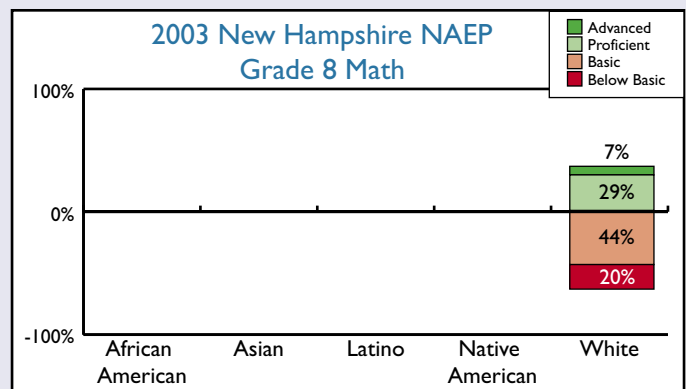 2003 New Hampshire NAEP
Grade 8 Math
Advanced
Proficient
Basic
Below Basic
100%
0%
-100%
7%
29%
44%
20%
African American
Asian
Latino
Native American
White